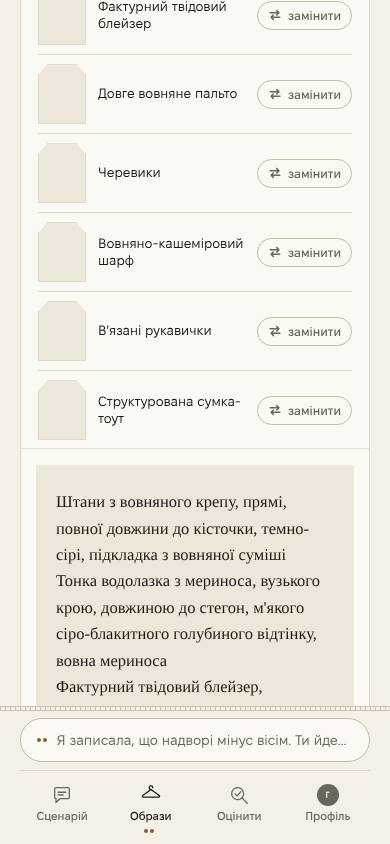 Фактурний твідовий
блейзер
замінити
Довге вовняне пальто
замінити
Черевики
замінити
Вовняно-кашеміровий
шарф
замінити
В'язані рукавички
замінити
Структурована сумка-
тоут
замінити
Штани з вовняного крепу, прямі,
повної довжини до кісточки, темно-
сірі, підкладка з вовняної суміші
Тонка водолазка з мериноса, вузького
крою, довжиною до стегон, м'якого
сіро-блакитного голубиного відтінку,
вовна мериноса
Фактурний твідовий блейзер,
Я записала, що надворі мінус вісім. Ти йде...
Сценарій
Образи
Оцінити
Г
Профіль